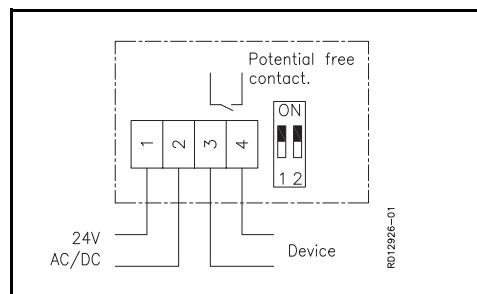 Potential free
contact.
ON
1 2 3 4
1 2
24V
AC/DC
Device
RD12926-01